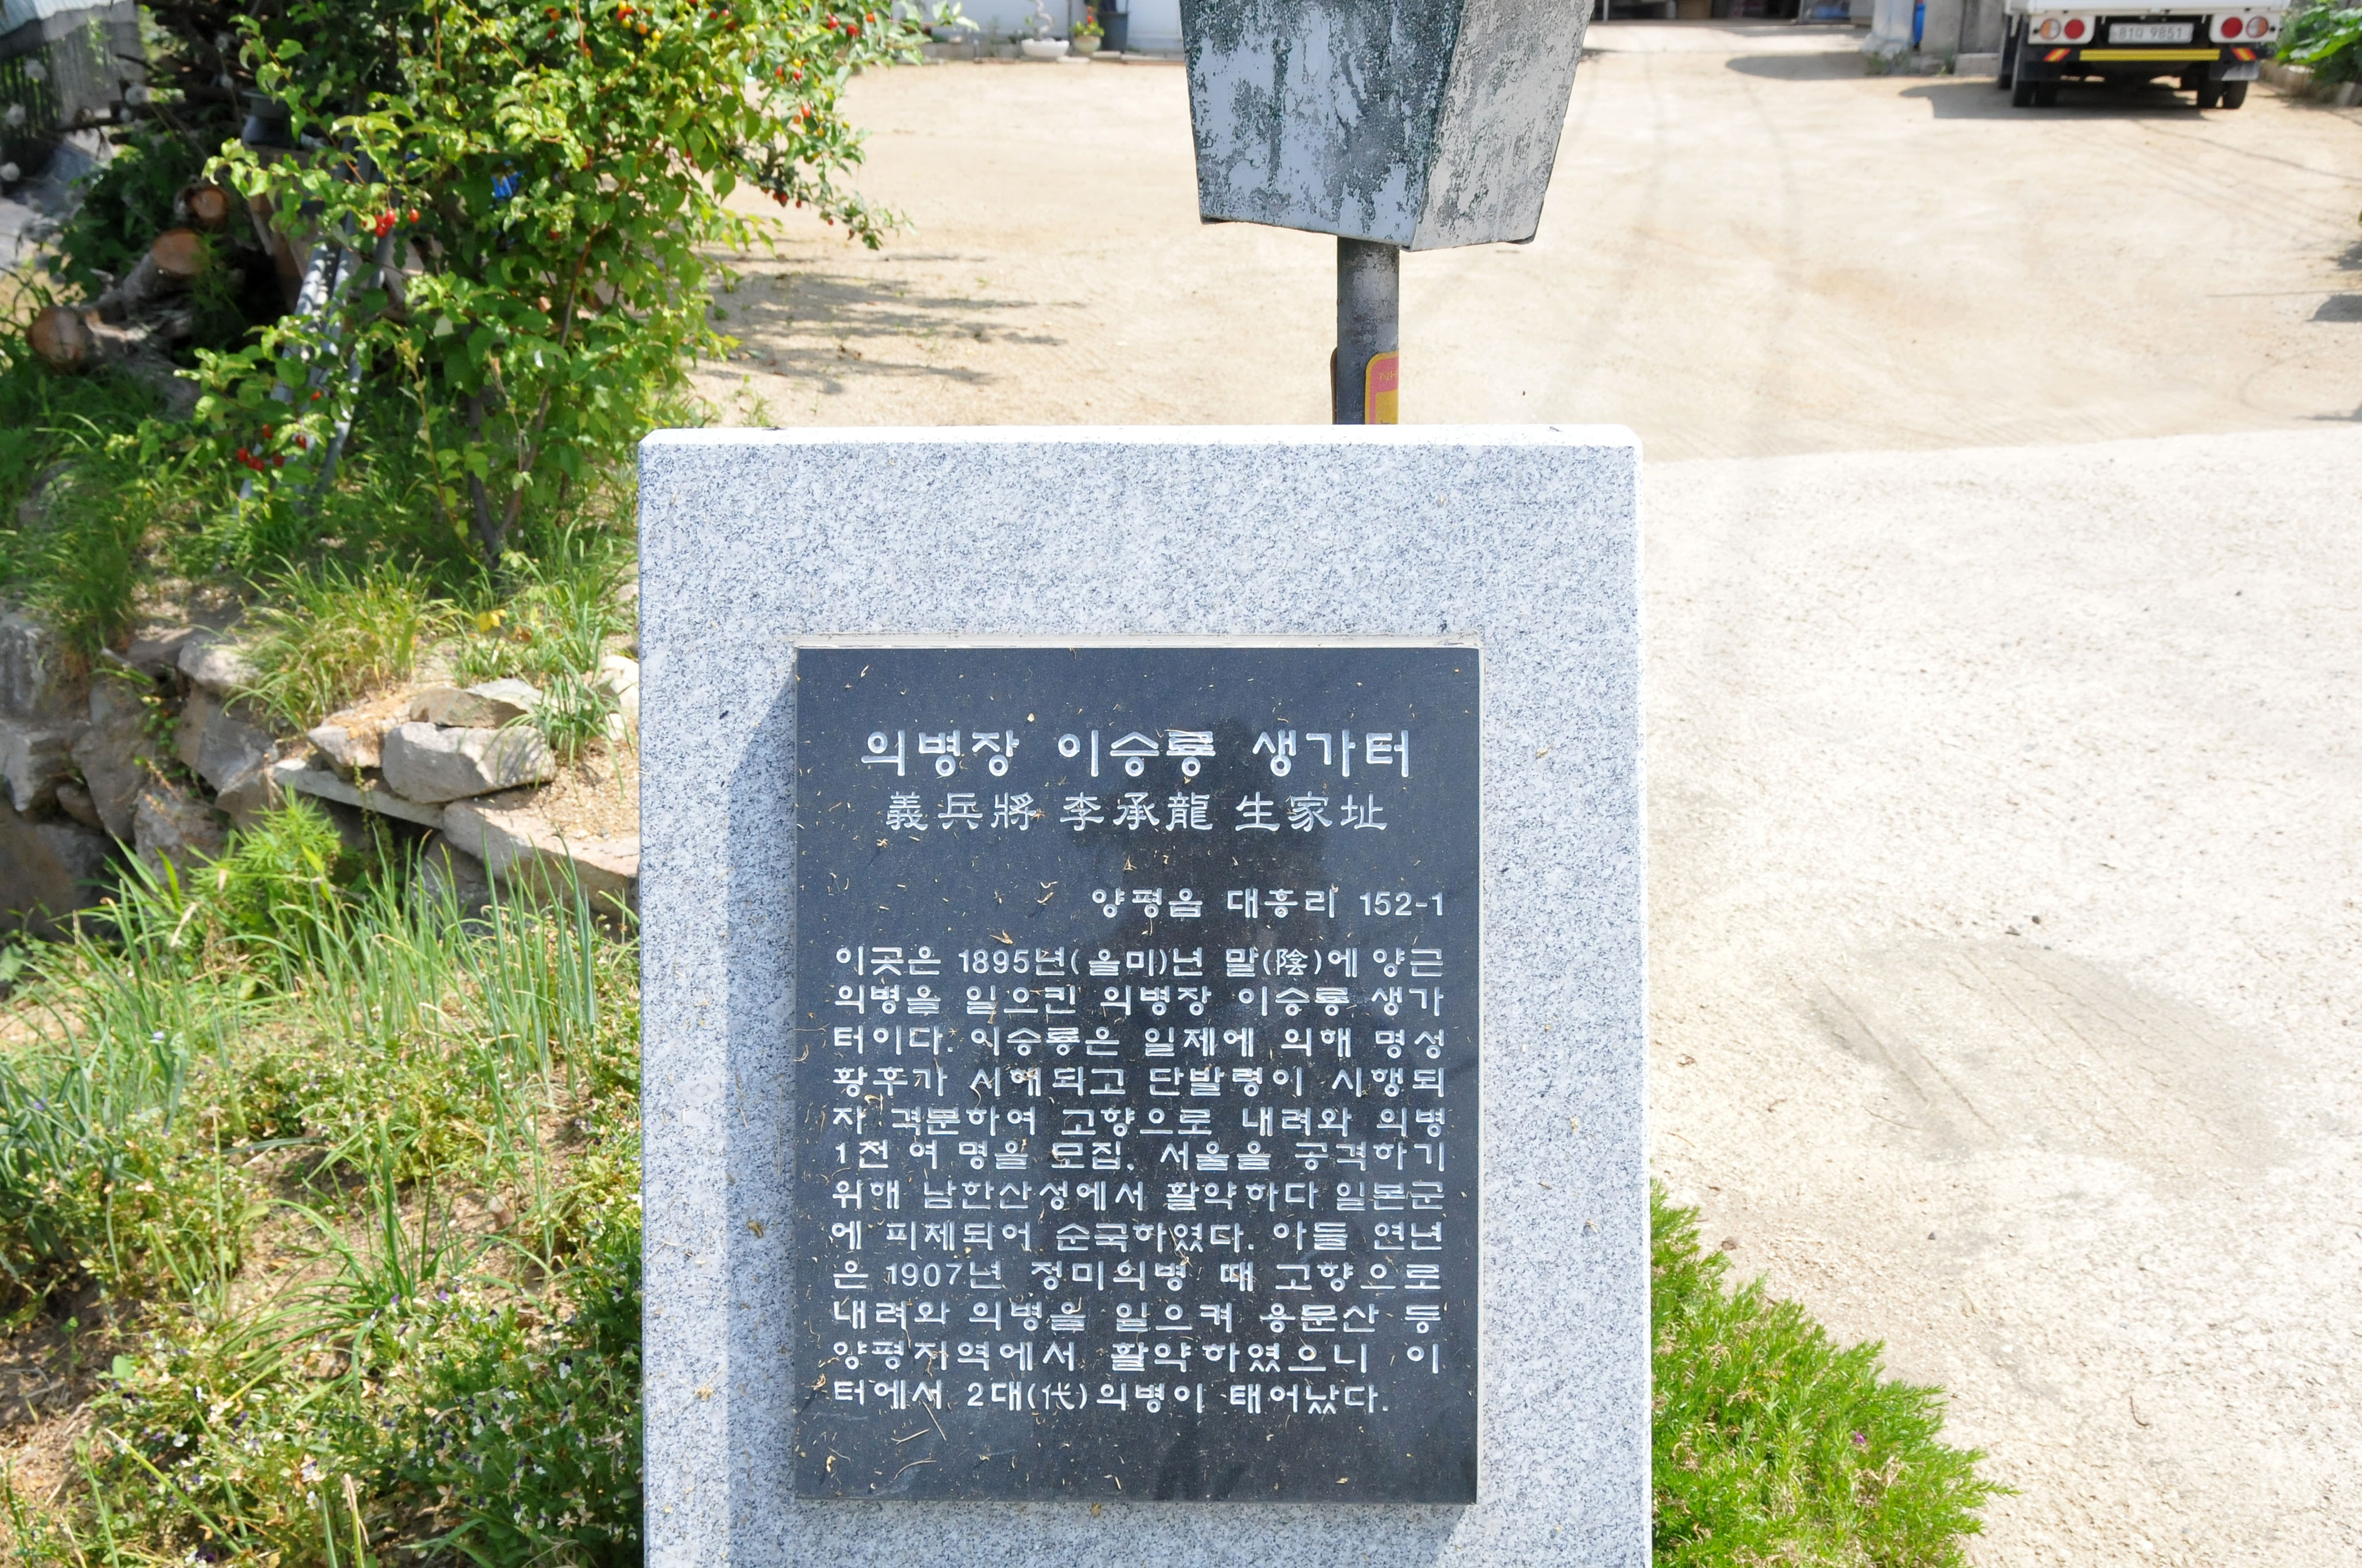 81다 9851
의병장 이승룡 생가터
義兵將 李承龍 生家址
양평읍 대흥리 152-1
이곳은 1895년(을미)년 말(陰)에 양근
의병을 일으킨 의병장 이승룡 생가
터이다. 이승룡은 일제에 의해 명성
황후가 시해되고 단발령이 시행되
자 격분하여 고향으로 내려와 의병
1천 여 명을 모집, 서울을 공격하기
위해 남한산성에서 활약하다 일본군
에 피체되어 순국하였다. 아들 연년
은 1907년 정미의병 때 고향으로
내려와 의병을 일으켜 용문산 등
양평지역에서 활약하였으니 이
터에서 2대(代)의병이 태어났다.